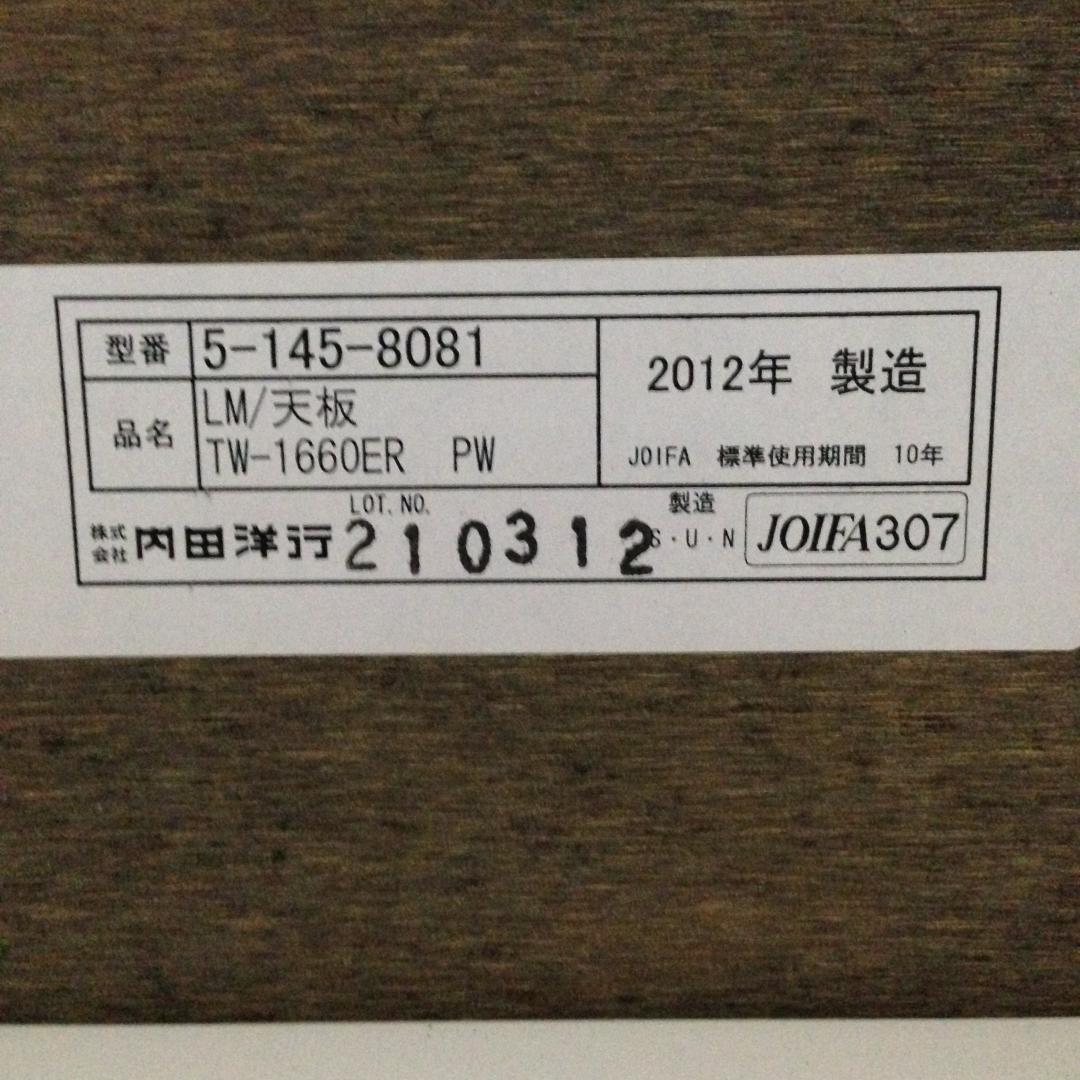 型番 5-145-8081
品名 LM/天板
TW-1660ER PW
2012年 製造
JOIFA 標準使用期間 10年
株式会社 内田洋行
LOT. NO.
210312
製造
S・U・N
JOIFA307